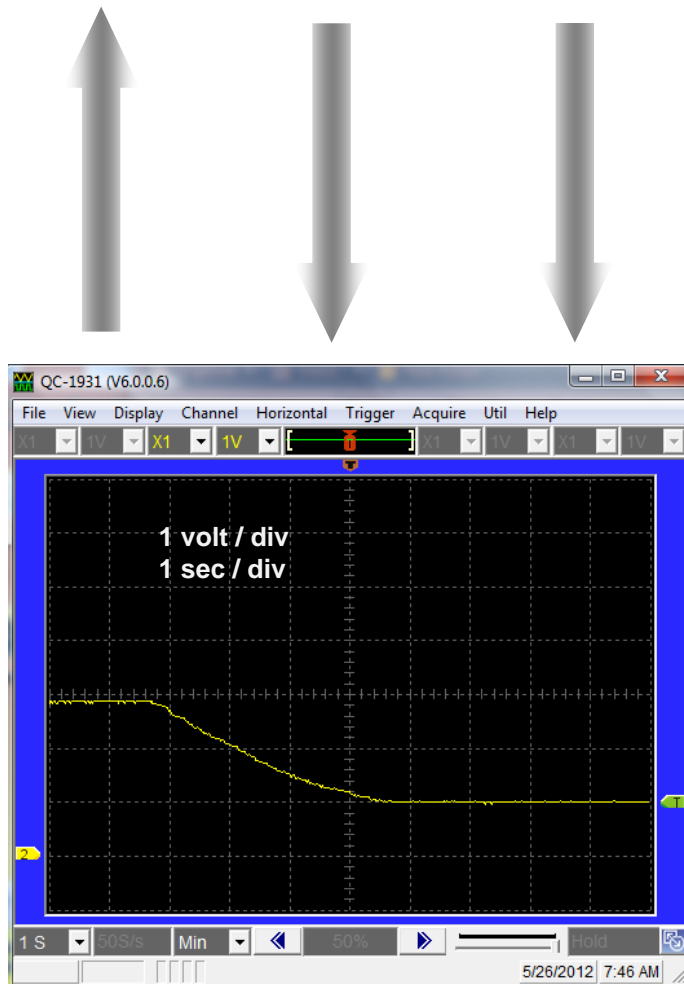 QC-1931 (V6.0.0.6)
File View Display Channel Horizontal Trigger Acquire Util Help
X1 1V X1 1V X1 1V X1 1V
T
1 volt / div
1 sec / div
T
2
1 S 50S/s Min 50% Hold
5/26/2012 7:46 AM